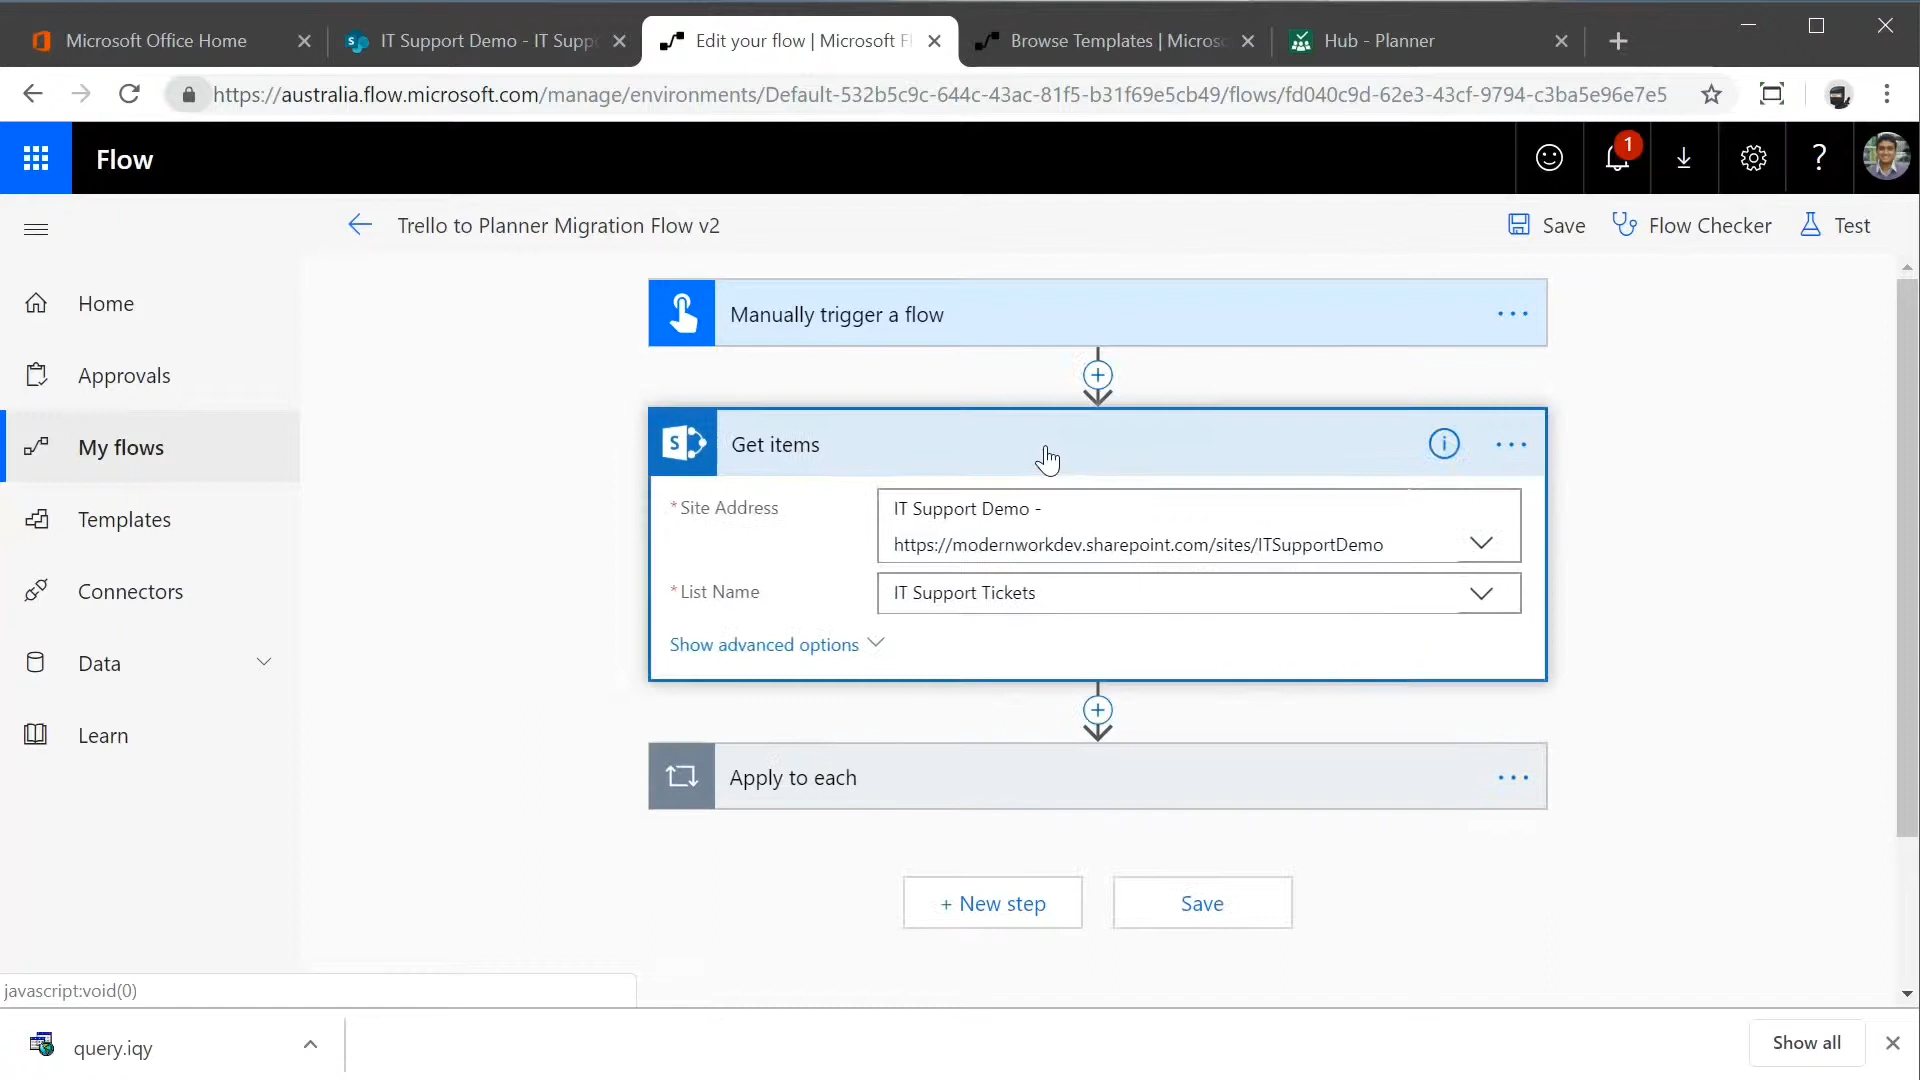 Microsoft Office Home
IT Support Demo - IT Supp
Edit your flow | Microsoft Fl
Browse Templates | Microso
Hub - Planner
https://australia.flow.microsoft.com/manage/environments/Default-532b5c9c-644c-43ac-81f5-b31f69e5cb49/flows/fd040c9d-62e3-43cf-9794-c3ba5e96e7e5
Flow
1
?
Trello to Planner Migration Flow v2
Save
Flow Checker
Test
Home
Approvals
My flows
Templates
Connectors
Data
Learn
Manually trigger a flow
S
Get items
* Site Address
IT Support Demo -
https://modernworkdev.sharepoint.com/sites/ITSupportDemo
* List Name
IT Support Tickets
Show advanced options
Apply to each
+ New step
Save
javascript:void(0)
query.iqy
Show all